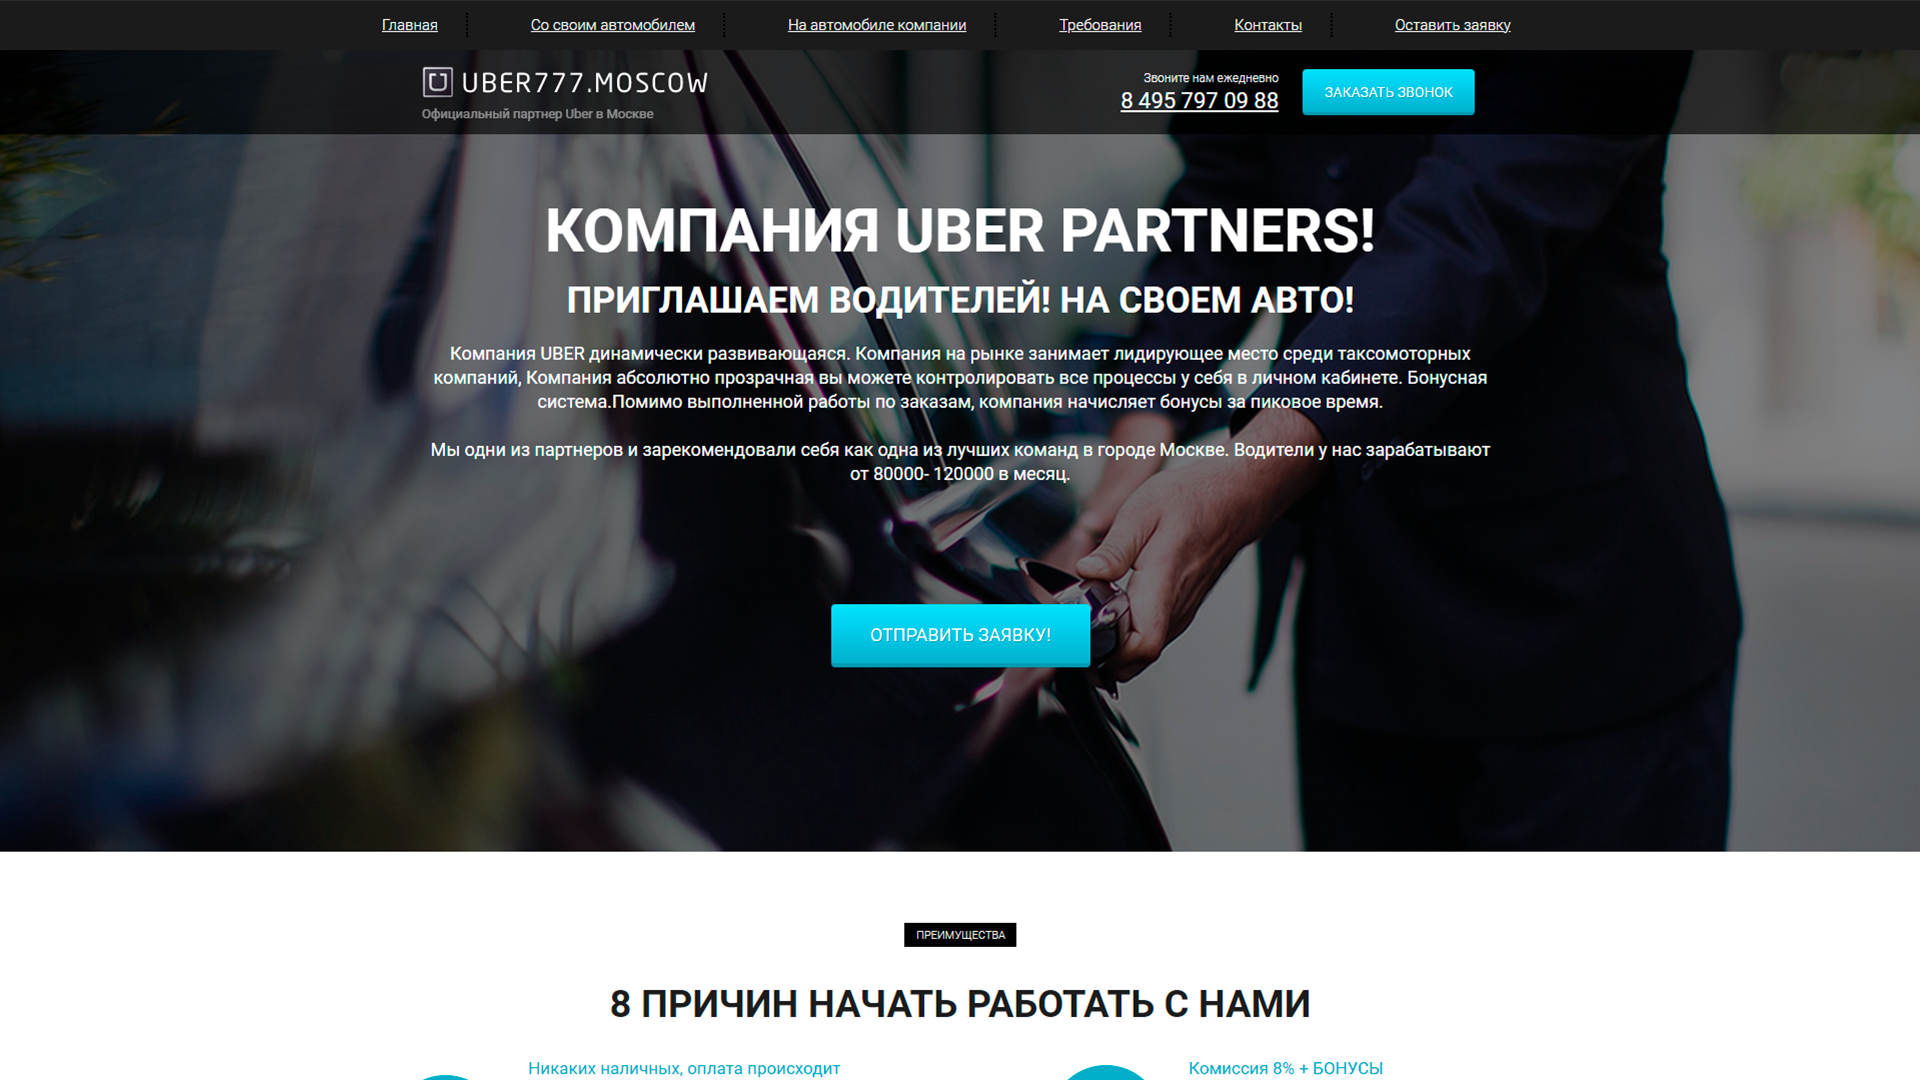 Главная
Со своим автомобилем
На автомобиле компании
Требования
Контакты
Оставить заявку
UBER777.MOSCOW
Официальный партнер Uber в Москве
Звоните нам ежедневно
8 495 797 09 88
ЗАКАЗАТЬ ЗВОНОК
КОМПАНИЯ UBER PARTNERS!
ПРИГЛАШАЕМ ВОДИТЕЛЕЙ! НА СВОЕМ АВТО!
Компания UBER динамически развивающаяся. Компания на рынке занимает лидирующее место среди таксомоторных
компаний, Компания абсолютно прозрачная вы можете контролировать все процессы у себя в личном кабинете. Бонусная
система.Помимо выполненной работы по заказам, компания начисляет бонусы за пиковое время.
Мы одни из партнеров и зарекомендовали себя как одна из лучших команд в городе Москве. Водители у нас зарабатывают
от 80000- 120000 в месяц.
ОТПРАВИТЬ ЗАЯВКУ!
ПРЕИМУЩЕСТВА
8 ПРИЧИН НАЧАТЬ РАБОТАТЬ С НАМИ
Никаких наличных, оплата происходит
Комиссия 8% + БОНУСЫ